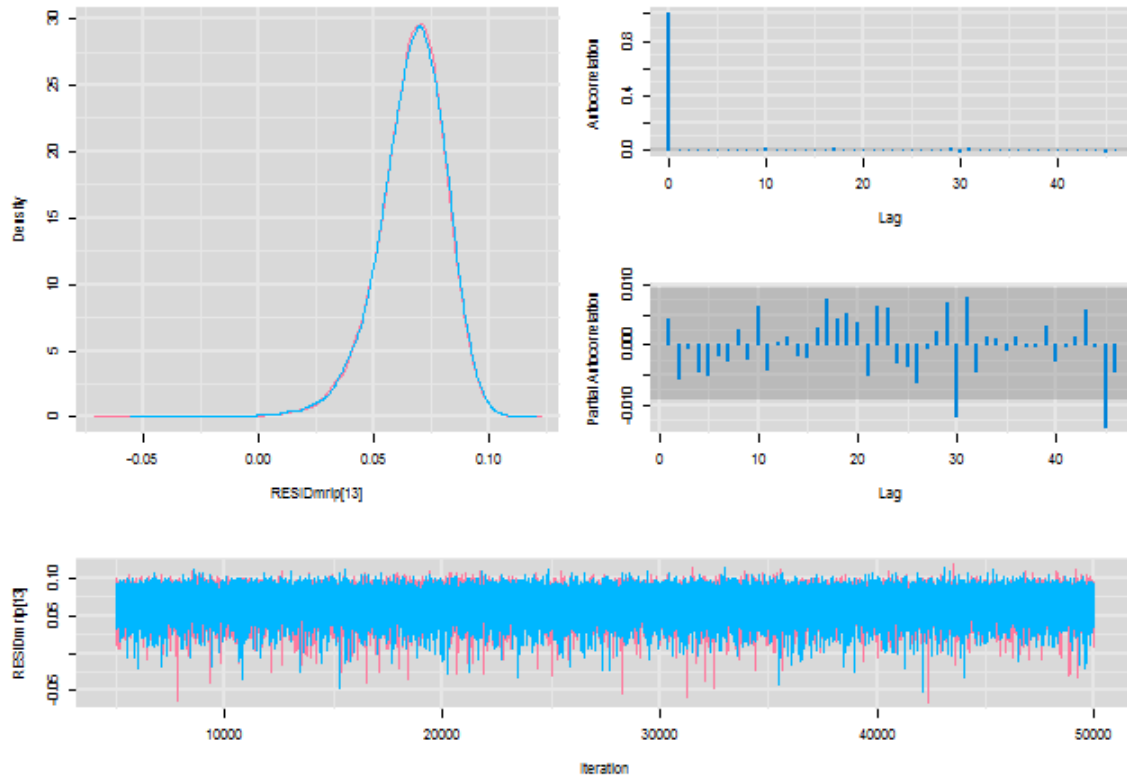 Density
0 5 10 15 20 25 30
-0.05 0.00 0.05 0.10
RESIDmrip[13]
Autocorrelation
0.0 0.4 0.8
0 10 20 30 40
Lag
Partial Autocorrelation
-0.010 0.000 0.010
0 10 20 30 40
Lag
RESIDmrip[13]
-0.05 0.05 0.10
10000 20000 30000 40000 50000
Iteration